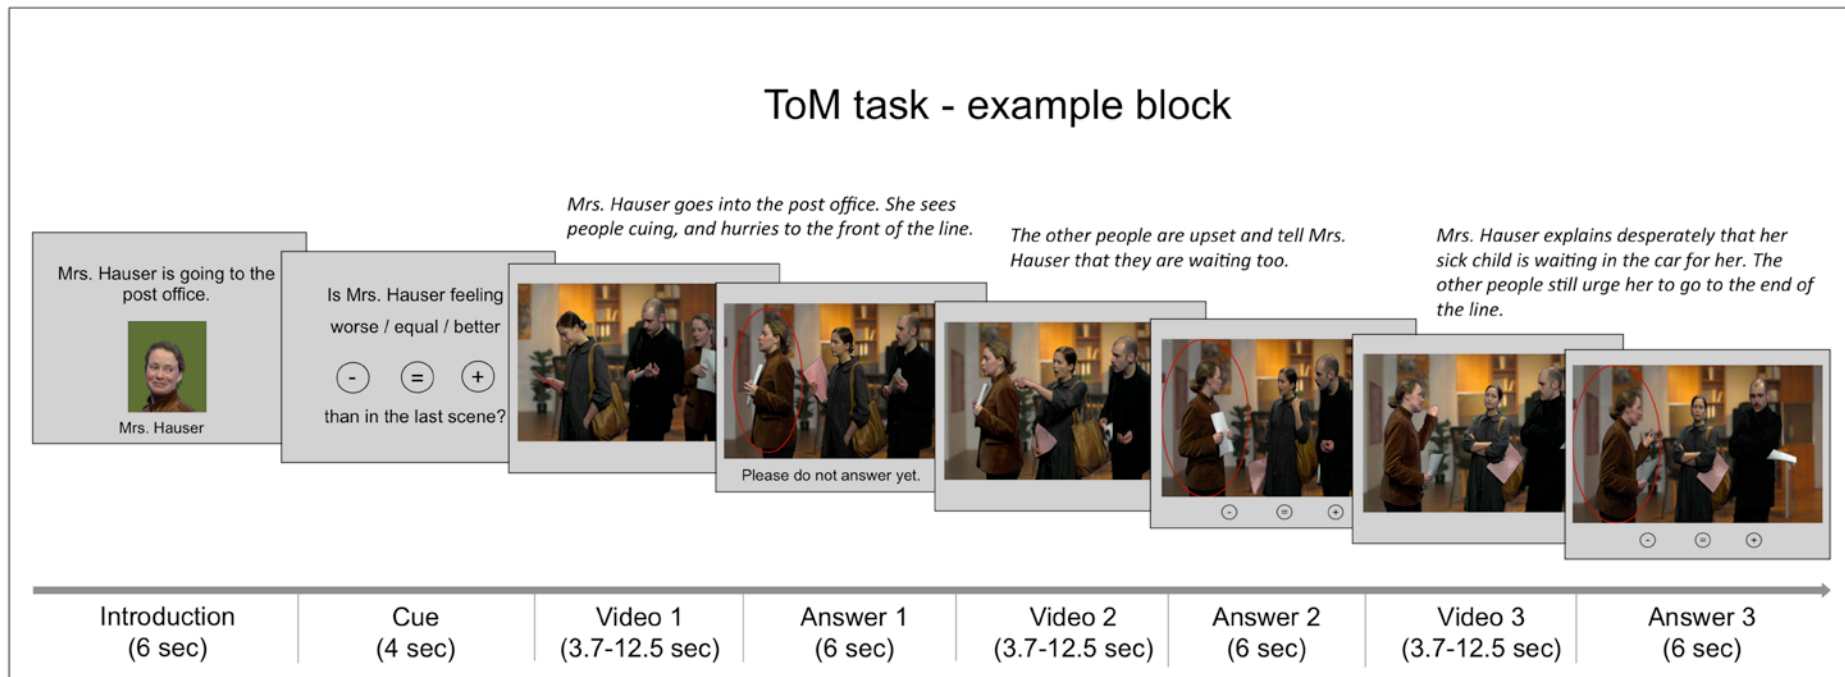 ToM task - example block
Mrs. Hauser is going to the
post office.
Mrs. Hauser
Is Mrs. Hauser feeling
worse / equal / better
- = +
than in the last scene?
Mrs. Hauser goes into the post office. She sees
people cuing, and hurries to the front of the line.
Please do not answer yet.
The other people are upset and tell Mrs.
Hauser that they are waiting too.
- = +
Mrs. Hauser explains desperately that her
sick child is waiting in the car for her. The
other people still urge her to go to the end of
the line.
- = +
Introduction
(6 sec)
Cue
(4 sec)
Video 1
(3.7-12.5 sec)
Answer 1
(6 sec)
Video 2
(3.7-12.5 sec)
Answer 2
(6 sec)
Video 3
(3.7-12.5 sec)
Answer 3
(6 sec)